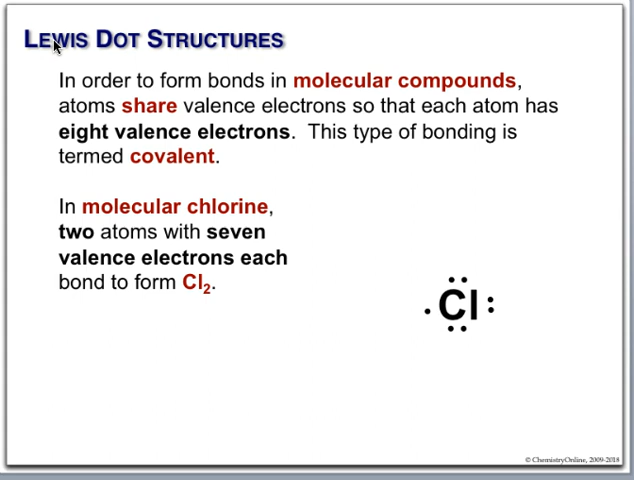 LEWIS DOT STRUCTURES
In order to form bonds in molecular compounds,
atoms share valence electrons so that each atom has
eight valence electrons. This type of bonding is
termed covalent.
In molecular chlorine,
two atoms with seven
valence electrons each
bond to form Cl₂.
Cl
© ChemistryOnline, 2009-2018